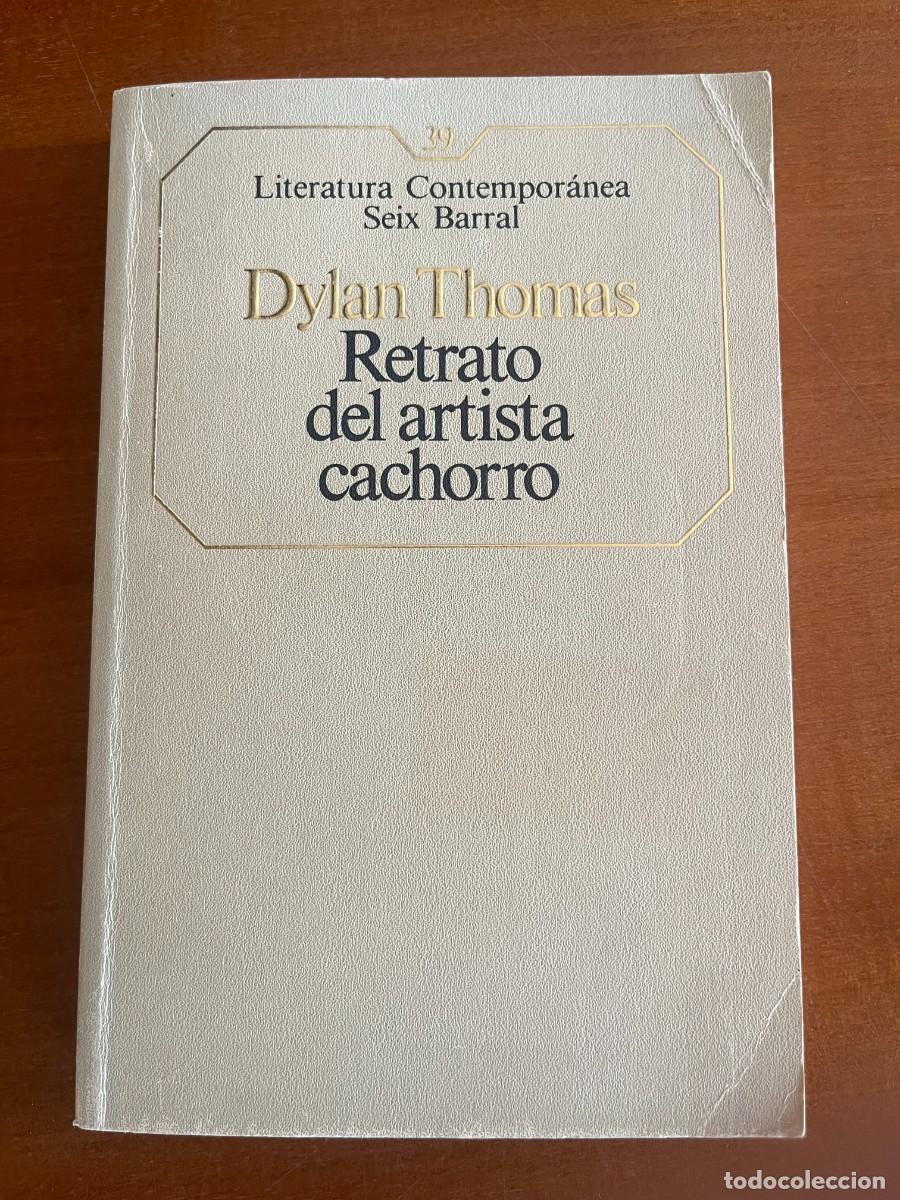 39
Literatura Contemporánea
Seix Barral
Dylan Thomas
Retrato
del artista
cachorro
todocoleccion